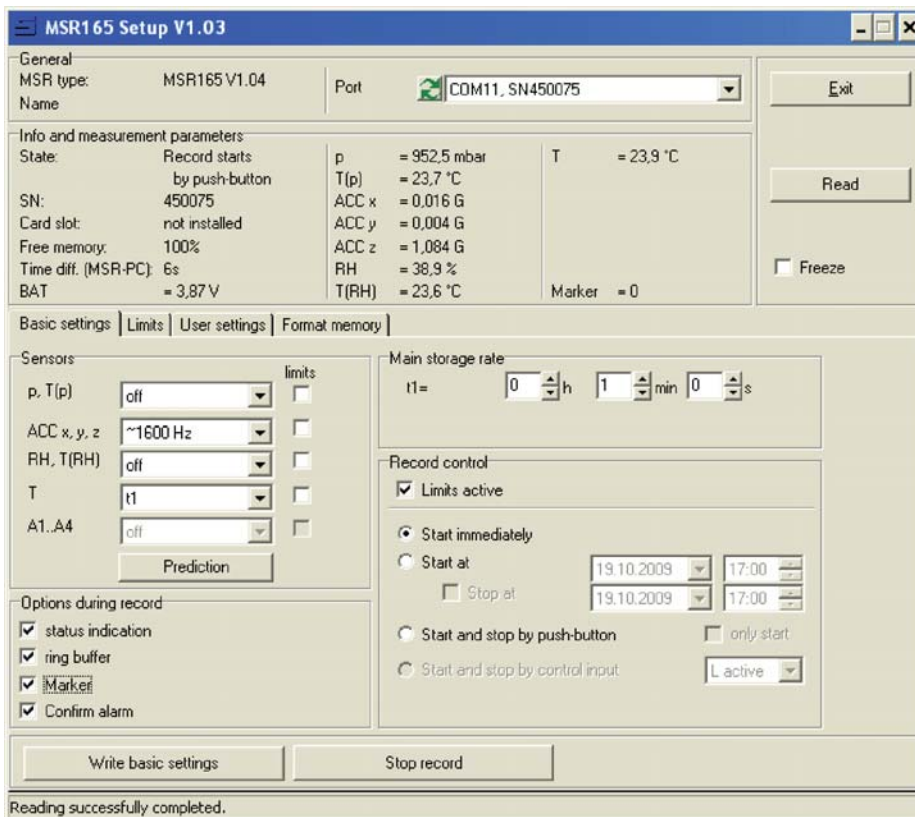 MSR165 Setup V1.03
General
MSR type: MSR165 V1.04
Name
Port COM11, SN450075
Exit
Info and measurement parameters
State: Record starts
by push-button
SN: 450075
Card slot: not installed
Free memory: 100%
Time diff. (MSR-PC): 6s
BAT = 3,87 V
p = 952,5 mbar
T(p) = 23,7 °C
ACC x = 0,016 G
ACC y = 0,004 G
ACC z = 1,084 G
RH = 38,9 %
T(RH) = 23,6 °C
T = 23,9 °C
Marker = 0
Read
Freeze
Basic settings Limits User settings Format memory
Sensors
limits
p, T(p) off
ACC x, y, z ~1600 Hz
RH, T(RH) off
T t1
A1..A4 off
Prediction
Options during record
status indication
ring buffer
Marker
Confirm alarm
Main storage rate
t1= 0 h 1 min 0 s
Record control
Limits active
Start immediately
Start at 19.10.2009 17:00
Stop at 19.10.2009 17:00
Start and stop by push-button only start
Start and stop by control input L active
Write basic settings Stop record
Reading successfully completed.